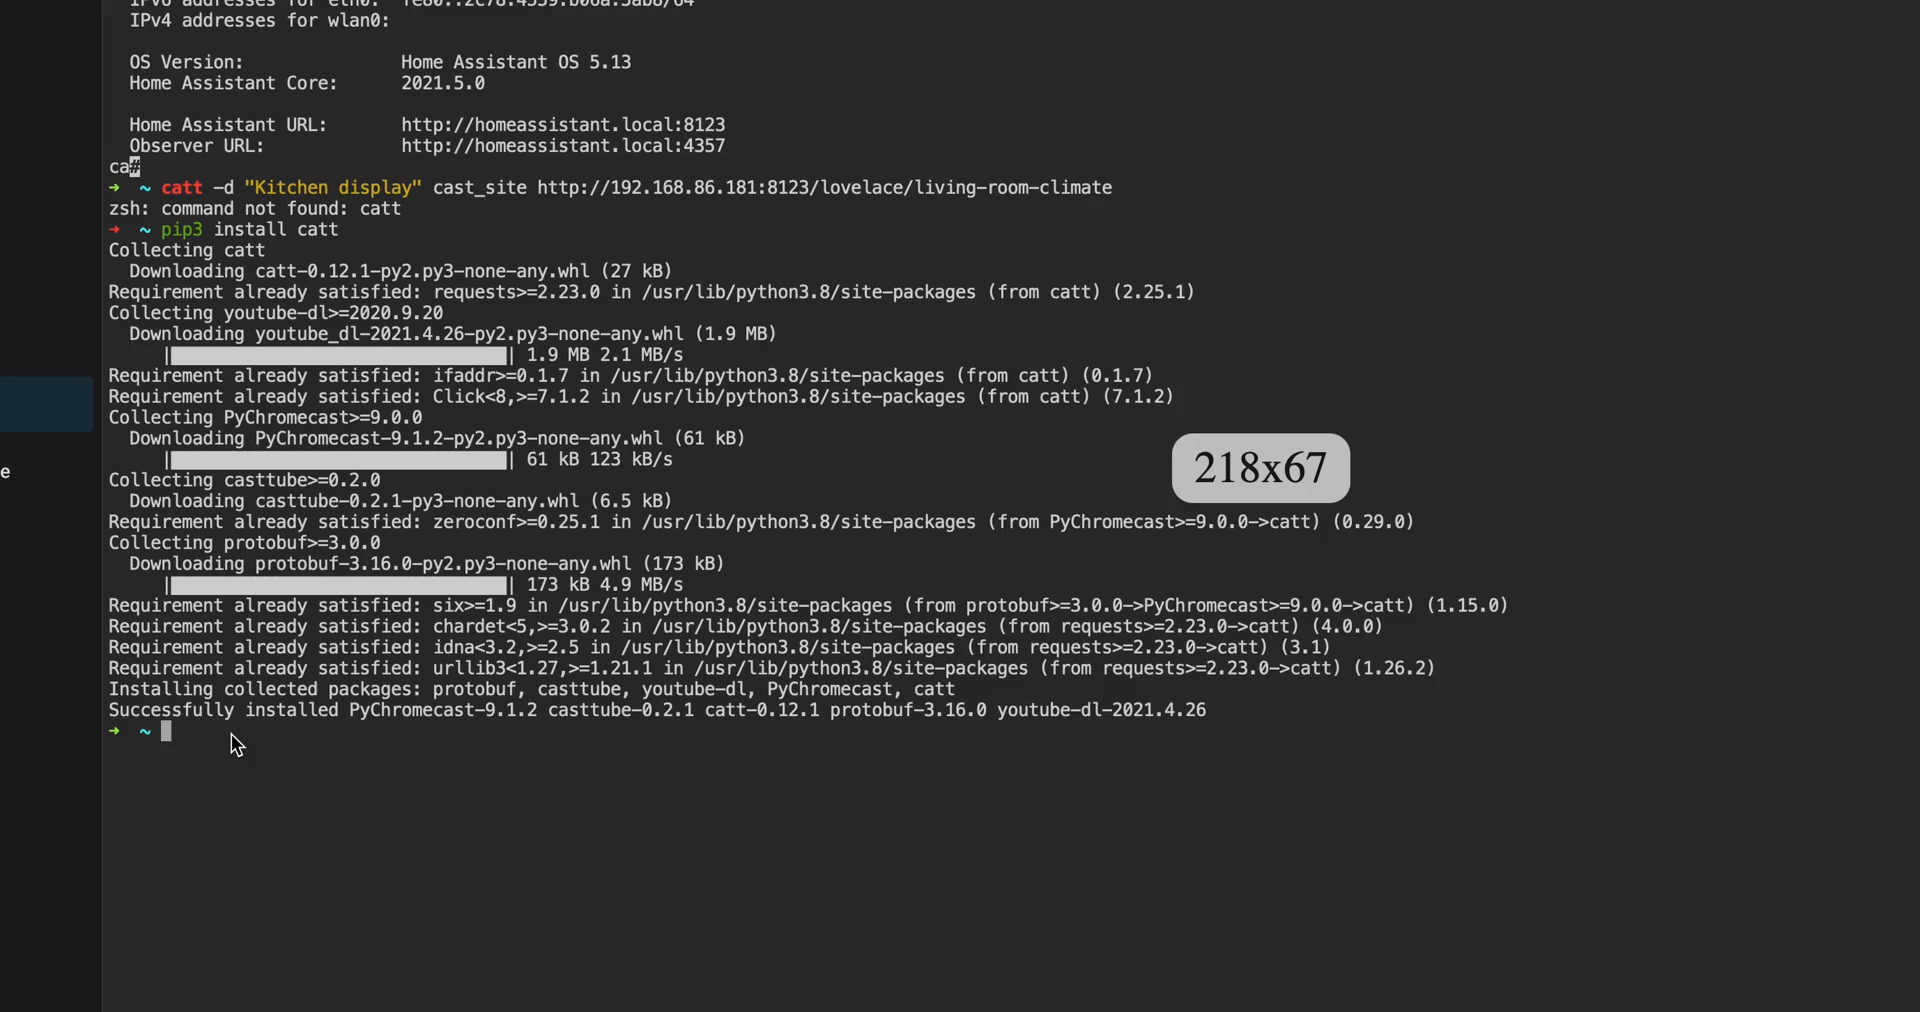 IPv6 addresses for eth0: fe80::2c78:4559:b06a:5ab8/64
IPv4 addresses for wlan0:
OS Version: Home Assistant OS 5.13
Home Assistant Core: 2021.5.0
Home Assistant URL: http://homeassistant.local:8123
Observer URL: http://homeassistant.local:4357
ca#
➜ ~ catt -d "Kitchen display" cast_site http://192.168.86.181:8123/lovelace/living-room-climate
zsh: command not found: catt
➜ ~ pip3 install catt
Collecting catt
Downloading catt-0.12.1-py2.py3-none-any.whl (27 kB)
Requirement already satisfied: requests>=2.23.0 in /usr/lib/python3.8/site-packages (from catt) (2.25.1)
Collecting youtube-dl>=2020.9.20
Downloading youtube_dl-2021.4.26-py2.py3-none-any.whl (1.9 MB)
| | 1.9 MB 2.1 MB/s
Requirement already satisfied: ifaddr>=0.1.7 in /usr/lib/python3.8/site-packages (from catt) (0.1.7)
Requirement already satisfied: Click<8,>=7.1.2 in /usr/lib/python3.8/site-packages (from catt) (7.1.2)
Collecting PyChromecast>=9.0.0
Downloading PyChromecast-9.1.2-py2.py3-none-any.whl (61 kB)
| | 61 kB 123 kB/s
e
218x67
Collecting casttube>=0.2.0
Downloading casttube-0.2.1-py3-none-any.whl (6.5 kB)
Requirement already satisfied: zeroconf>=0.25.1 in /usr/lib/python3.8/site-packages (from PyChromecast>=9.0.0->catt) (0.29.0)
Collecting protobuf>=3.0.0
Downloading protobuf-3.16.0-py2.py3-none-any.whl (173 kB)
| | 173 kB 4.9 MB/s
Requirement already satisfied: six>=1.9 in /usr/lib/python3.8/site-packages (from protobuf>=3.0.0->PyChromecast>=9.0.0->catt) (1.15.0)
Requirement already satisfied: chardet<5,>=3.0.2 in /usr/lib/python3.8/site-packages (from requests>=2.23.0->catt) (4.0.0)
Requirement already satisfied: idna<3.2,>=2.5 in /usr/lib/python3.8/site-packages (from requests>=2.23.0->catt) (3.1)
Requirement already satisfied: urllib3<1.27,>=1.21.1 in /usr/lib/python3.8/site-packages (from requests>=2.23.0->catt) (1.26.2)
Installing collected packages: protobuf, casttube, youtube-dl, PyChromecast, catt
Successfully installed PyChromecast-9.1.2 casttube-0.2.1 catt-0.12.1 protobuf-3.16.0 youtube-dl-2021.4.26
➜ ~